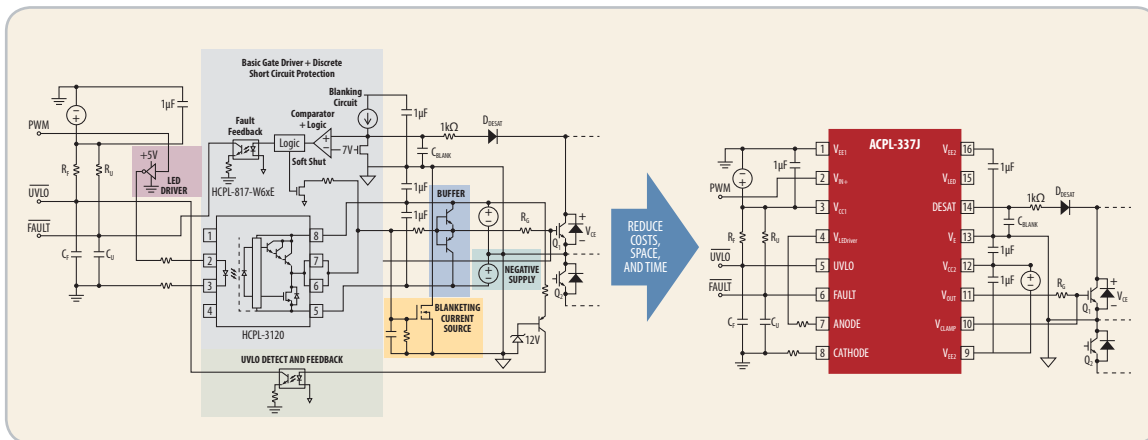 Basic Gate Driver + Discrete
Short Circuit Protection
Blanking
Circuit
Comparator
+ Logic
Fault
Feedback
Logic
Soft Shut
7V
HCPL-817-W6xE
1μF
PWM
+5V
LED
DRIVER
RF
RU
UVLO
FAULT
CF
CU
1μF
1kΩ
DDESAT
CBLANK
1μF
1μF
BUFFER
RG
Q1
+
VCE
–
NEGATIVE
SUPPLY
Q2
1
2
3
4
8
7
6
5
HCPL-3120
BLANKETING
CURRENT
SOURCE
12V
UVLO DETECT AND FEEDBACK
REDUCE
COSTS,
SPACE,
AND TIME
ACPL-337J
PWM
1μF
RF
RU
UVLO
FAULT
CF
CU
1 VEE1
2 VIN+
3 VCC1
4 VLEDriver
5 UVLO
6 FAULT
7 ANODE
8 CATHODE
VEE2 16
VLED 15
DESAT 14
VE 13
VCC2 12
VOUT 11
VCLAMP 10
VEE2 9
1μF
1kΩ
DDESAT
CBLANK
1μF
1μF
RG
Q1
+
VCE
–
Q2